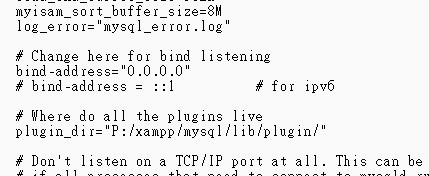 myisam_sort_buffer_size=8M
log_error="mysql_error.log"
# Change here for bind listening
bind-address="0.0.0.0"
# bind-address = ::1 # for ipv6
# Where do all the plugins live
plugin_dir="P:/xampp/mysql/lib/plugin/"
# Don't listen on a TCP/IP port at all. This can be